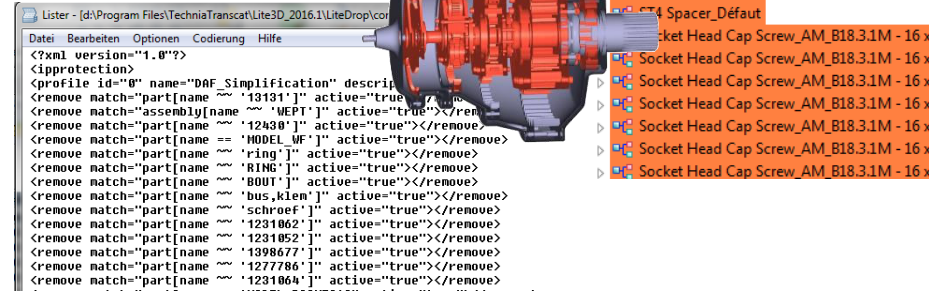 Lister - [d:\Program Files\TechniaTranscat\Lite3D_2016.1\LiteDrop\cor
Datei Bearbeiten Optionen Codierung Hilfe
<?xml version="1.0"?>
<ipprotection>
<profile id="0" name="DAF_Simplification" descrip
<remove match="part[name ~~ '13131']" active="true
<remove match="assembly[name ~~ 'WEPT']" active="true"></rem
<remove match="part[name ~~ '12430']" active="true"></remove>
<remove match="part[name == 'MODEL_WF']" active="true"></remove>
<remove match="part[name ~~ 'ring']" active="true"></remove>
<remove match="part[name ~~ 'RING']" active="true"></remove>
<remove match="part[name ~~ 'BOUT']" active="true"></remove>
<remove match="part[name ~~ 'bus,klem']" active="true"></remove>
<remove match="part[name ~~ 'schroef']" active="true"></remove>
<remove match="part[name ~~ '1231062']" active="true"></remove>
<remove match="part[name ~~ '1231052']" active="true"></remove>
<remove match="part[name ~~ '1398677']" active="true"></remove>
<remove match="part[name ~~ '1277786']" active="true"></remove>
<remove match="part[name ~~ '1231064']" active="true"></remove>
ST4 Spacer_Défaut
cket Head Cap Screw_AM_B18.3.1M - 16 x
Socket Head Cap Screw_AM_B18.3.1M - 16 x
Socket Head Cap Screw_AM_B18.3.1M - 16 x
Socket Head Cap Screw_AM_B18.3.1M - 16 x
Socket Head Cap Screw_AM_B18.3.1M - 16 x
Socket Head Cap Screw_AM_B18.3.1M - 16 x
Socket Head Cap Screw_AM_B18.3.1M - 16 x